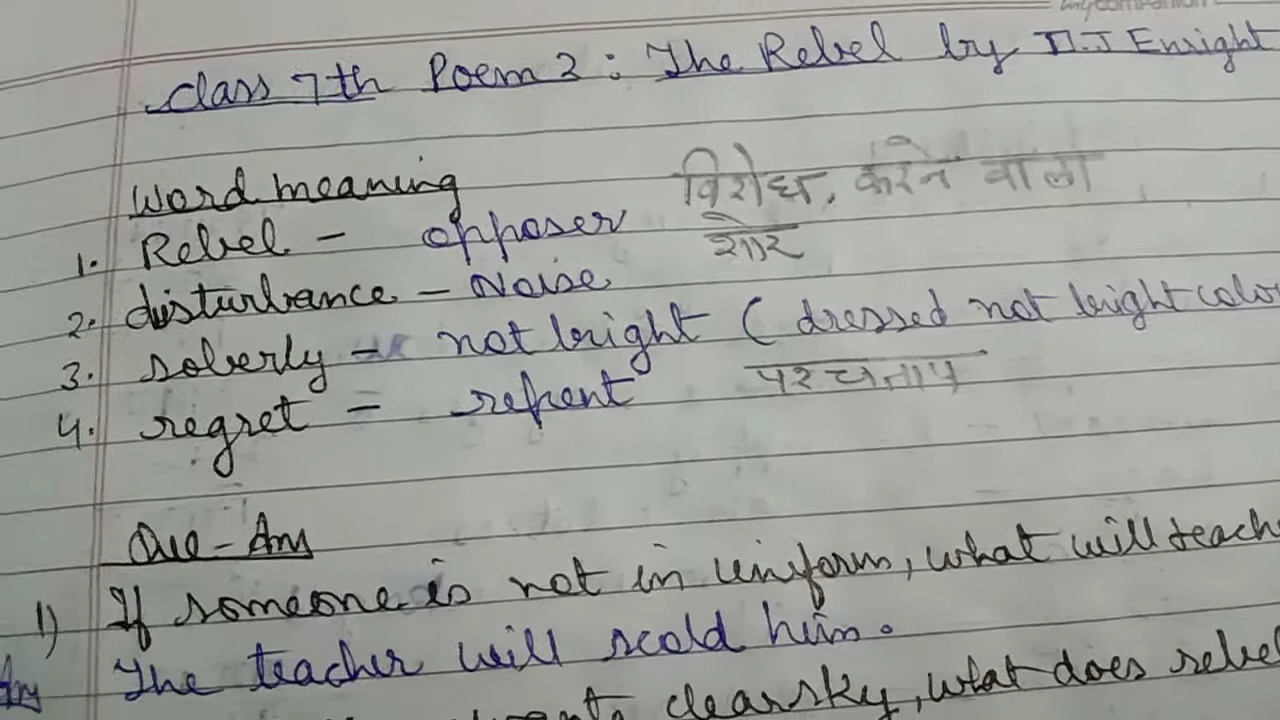 mycompanion
Class 7th Poem 2 : The Rebel by D.J Enright
Word meaning
1. Rebel - opposer विरोध, करने वाला
2. disturbance - Noise शोर
3. soberly - not bright ( dressed not bright color
4. regret - repent पश्चाताप
Que - Ans
1) If someone is not in uniform, what will teach
Ans The teacher will scold him.
clear sky, what does rebel